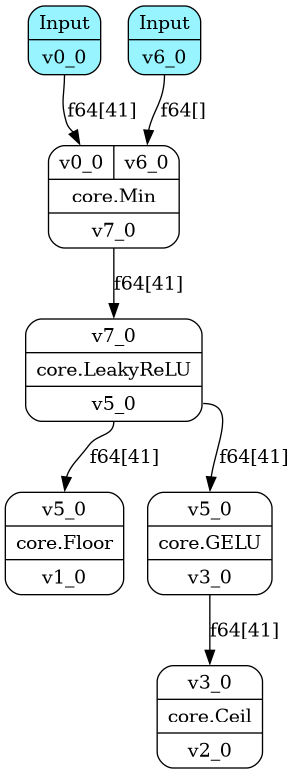 Input
v0_0
Input
v6_0
f64[41]
f64[]
v0_0 v6_0
core.Min
v7_0
f64[41]
v7_0
core.LeakyReLU
v5_0
f64[41]
f64[41]
v5_0
core.Floor
v1_0
v5_0
core.GELU
v3_0
f64[41]
v3_0
core.Ceil
v2_0